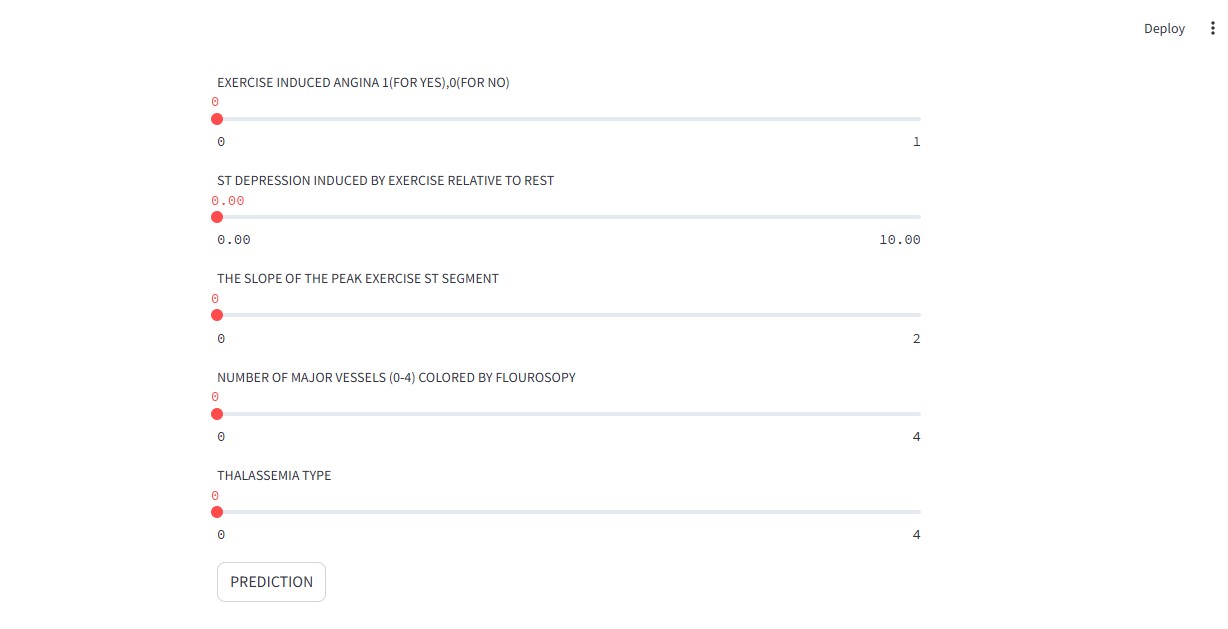 Deploy
EXERCISE INDUCED ANGINA 1(FOR YES),0(FOR NO)
0
0 1
ST DEPRESSION INDUCED BY EXERCISE RELATIVE TO REST
0.00
0.00 10.00
THE SLOPE OF THE PEAK EXERCISE ST SEGMENT
0
0 2
NUMBER OF MAJOR VESSELS (0-4) COLORED BY FLOUROSOPY
0
0 4
THALASSEMIA TYPE
0
0 4
PREDICTION